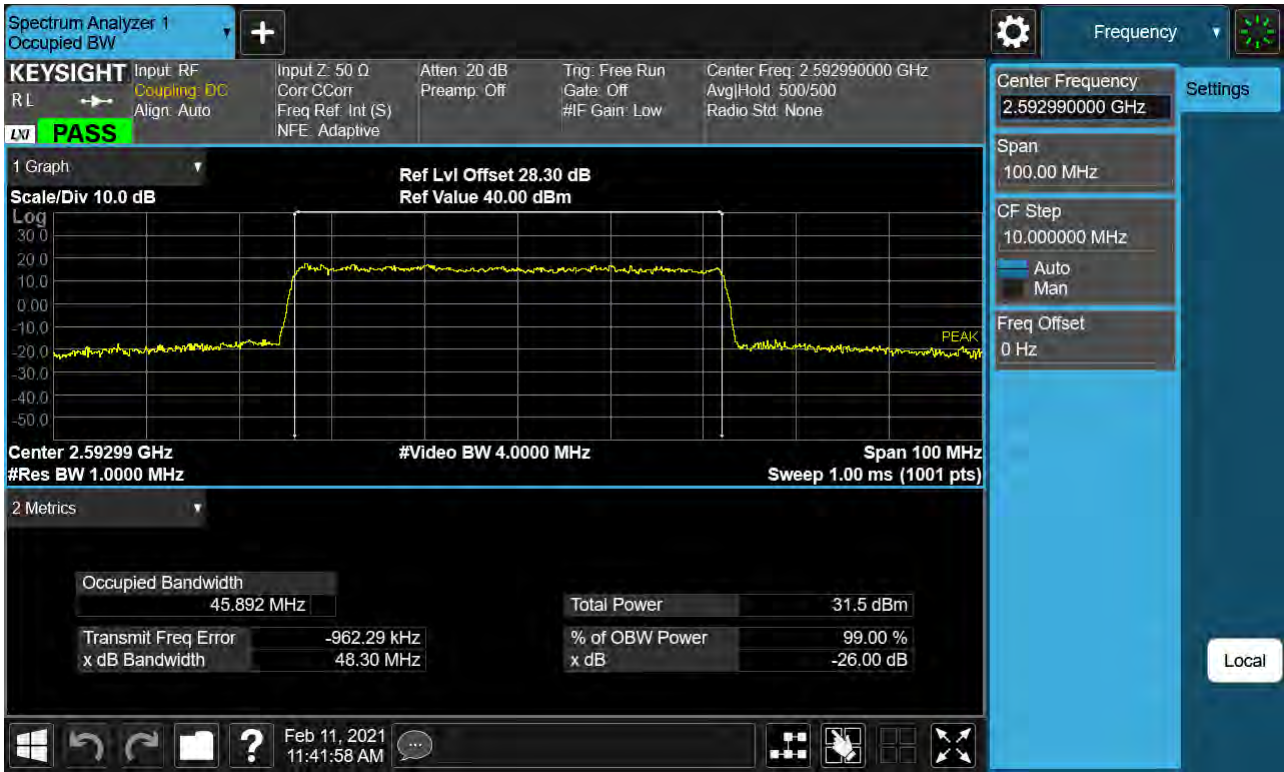 Spectrum Analyzer 1
Occupied BW
+
Frequency
KEYSIGHT
RL
LXI
PASS
Input: RF
Coupling: DC
Align: Auto
Input Z: 50 Ω
Corr CCorr
Freq Ref: Int (S)
NFE: Adaptive
Atten: 20 dB
Preamp: Off
Trig: Free Run
Gate: Off
#IF Gain: Low
Center Freq: 2.592990000 GHz
Avg|Hold: 500/500
Radio Std: None
Center Frequency
2.592990000 GHz
Settings
Span
100.00 MHz
CF Step
10.000000 MHz
Auto
Man
Freq Offset
0 Hz
Local
1 Graph
Scale/Div 10.0 dB
Ref Lvl Offset 28.30 dB
Ref Value 40.00 dBm
Log
30.0
20.0
10.0
0.00
-10.0
-20.0
-30.0
-40.0
-50.0
PEAK
Center 2.59299 GHz
#Video BW 4.0000 MHz
Span 100 MHz
#Res BW 1.0000 MHz
Sweep 1.00 ms (1001 pts)
2 Metrics
Occupied Bandwidth
45.892 MHz
Total Power 31.5 dBm
Transmit Freq Error -962.29 kHz
% of OBW Power 99.00 %
x dB Bandwidth 48.30 MHz
x dB -26.00 dB
?
Feb 11, 2021
11:41:58 AM